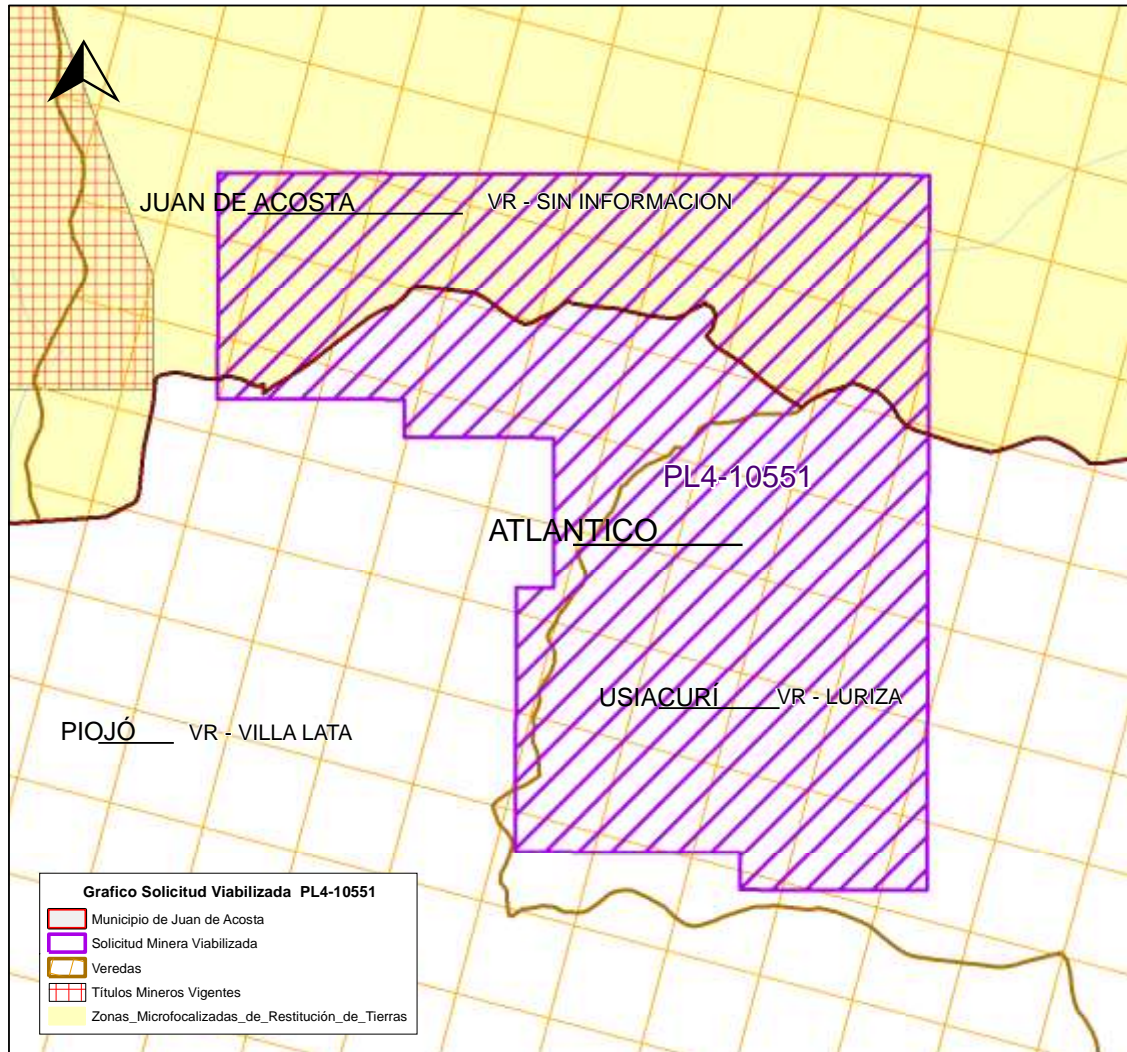 JUAN DE ACOSTA VR - SIN INFORMACION
PL4-10551
ATLANTICO
USIACURÍ VR - LURIZA
PIOJÓ VR - VILLA LATA
Grafico Solicitud Viabilizada PL4-10551
Municipio de Juan de Acosta
Solicitud Minera Viabilizada
Veredas
Títulos Mineros Vigentes
Zonas_Microfocalizadas_de_Restitución_de_Tierras